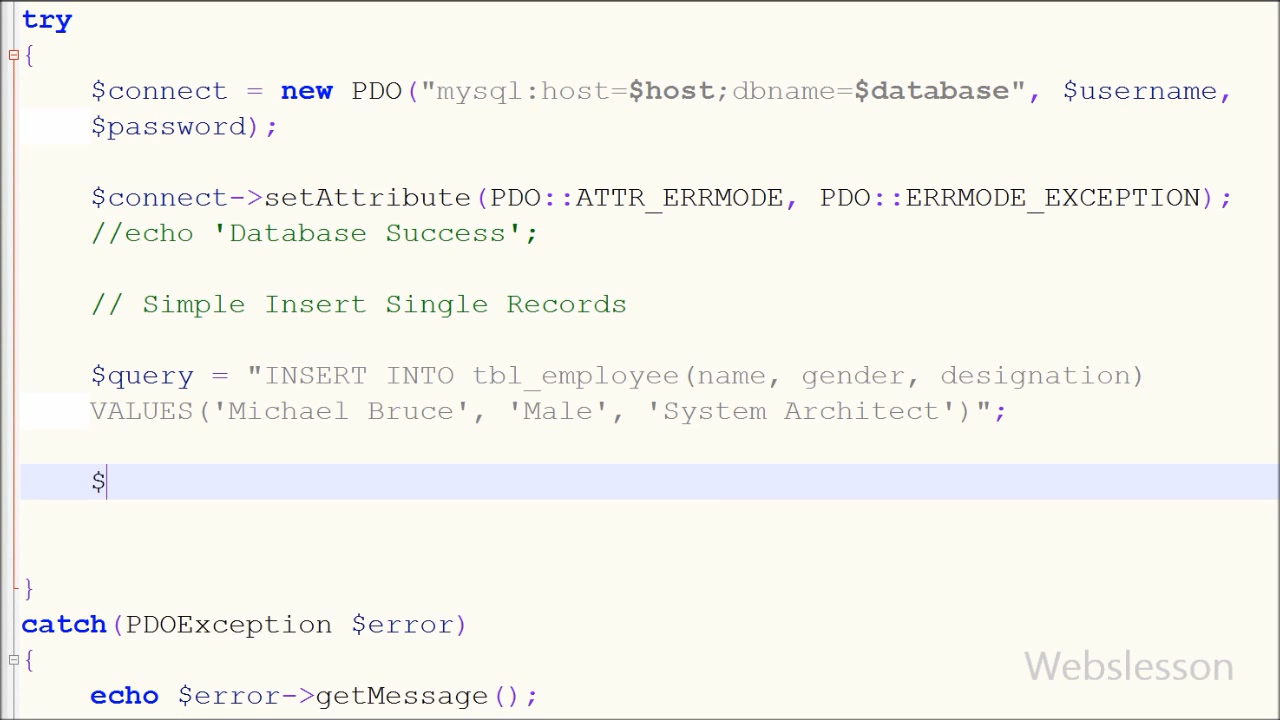 try
{
$connect = new PDO("mysql:host=$host;dbname=$database", $username,
$password);
$connect->setAttribute(PDO::ATTR_ERRMODE, PDO::ERRMODE_EXCEPTION);
//echo 'Database Success';
// Simple Insert Single Records
$query = "INSERT INTO tbl_employee(name, gender, designation)
VALUES('Michael Bruce', 'Male', 'System Architect')";
$
}
catch(PDOException $error)
{
echo $error->getMessage();
Webslesson